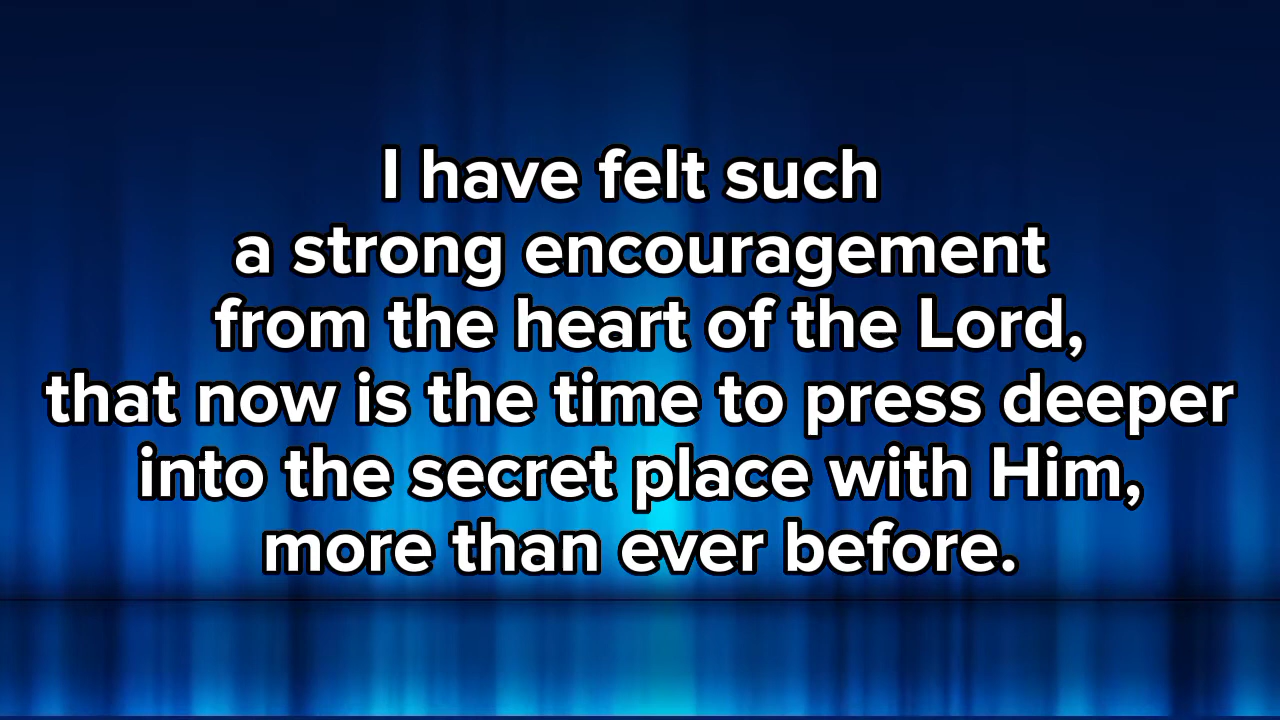 I have felt such
a strong encouragement
from the heart of the Lord,
that now is the time to press deeper
into the secret place with Him,
more than ever before.